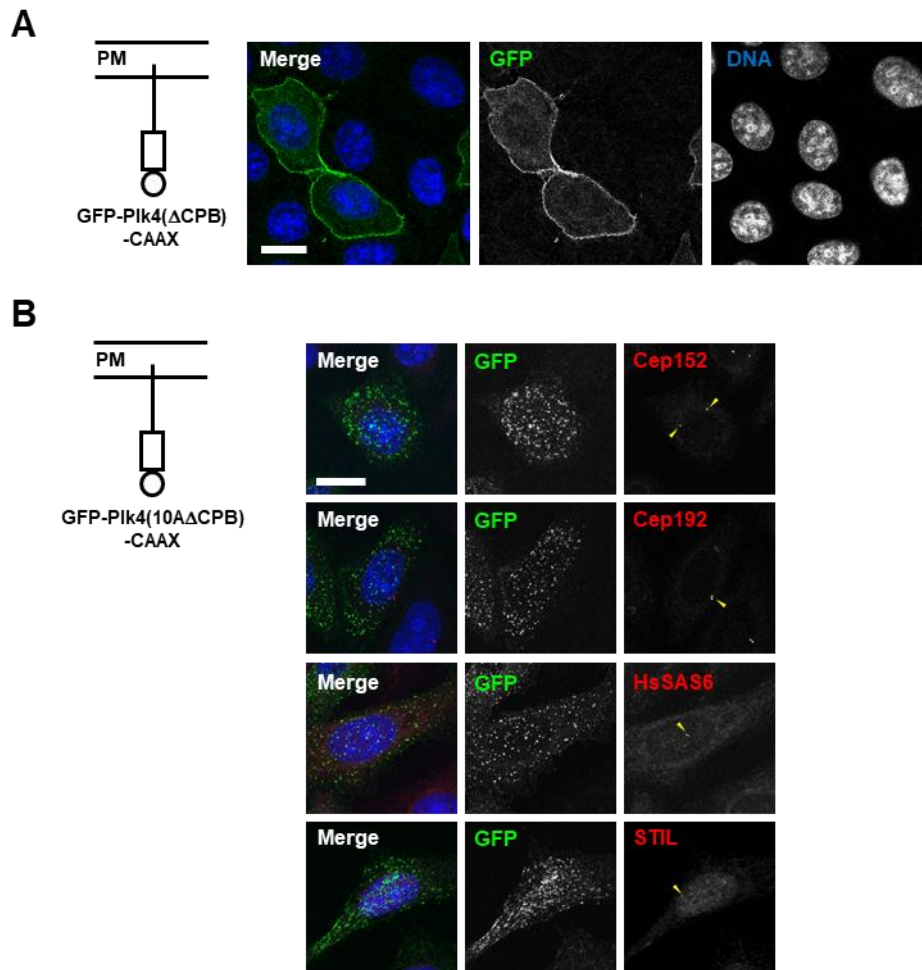 A
PM
GFP-Plk4(ΔCPB)
-CAAX
Merge
GFP
DNA
B
PM
GFP-Plk4(10AΔCPB)
-CAAX
Merge
GFP
Cep152
Merge
GFP
Cep192
Merge
GFP
HsSAS6
Merge
GFP
STIL